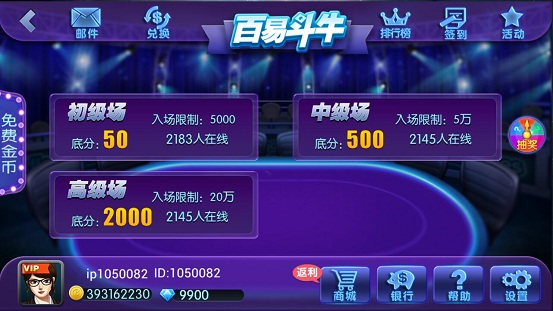 邮件
兑换
百易斗牛
排行榜
签到
活动
免费金币
初级场
入场限制：5000
底分：50
2183人在线
中级场
入场限制：5万
底分：500
2145人在线
抽奖
高级场
入场限制：20万
底分：2000
2145人在线
VIP
ip1050082 ID:1050082
393162230
9900
返利
商城
银行
帮助
?
设置